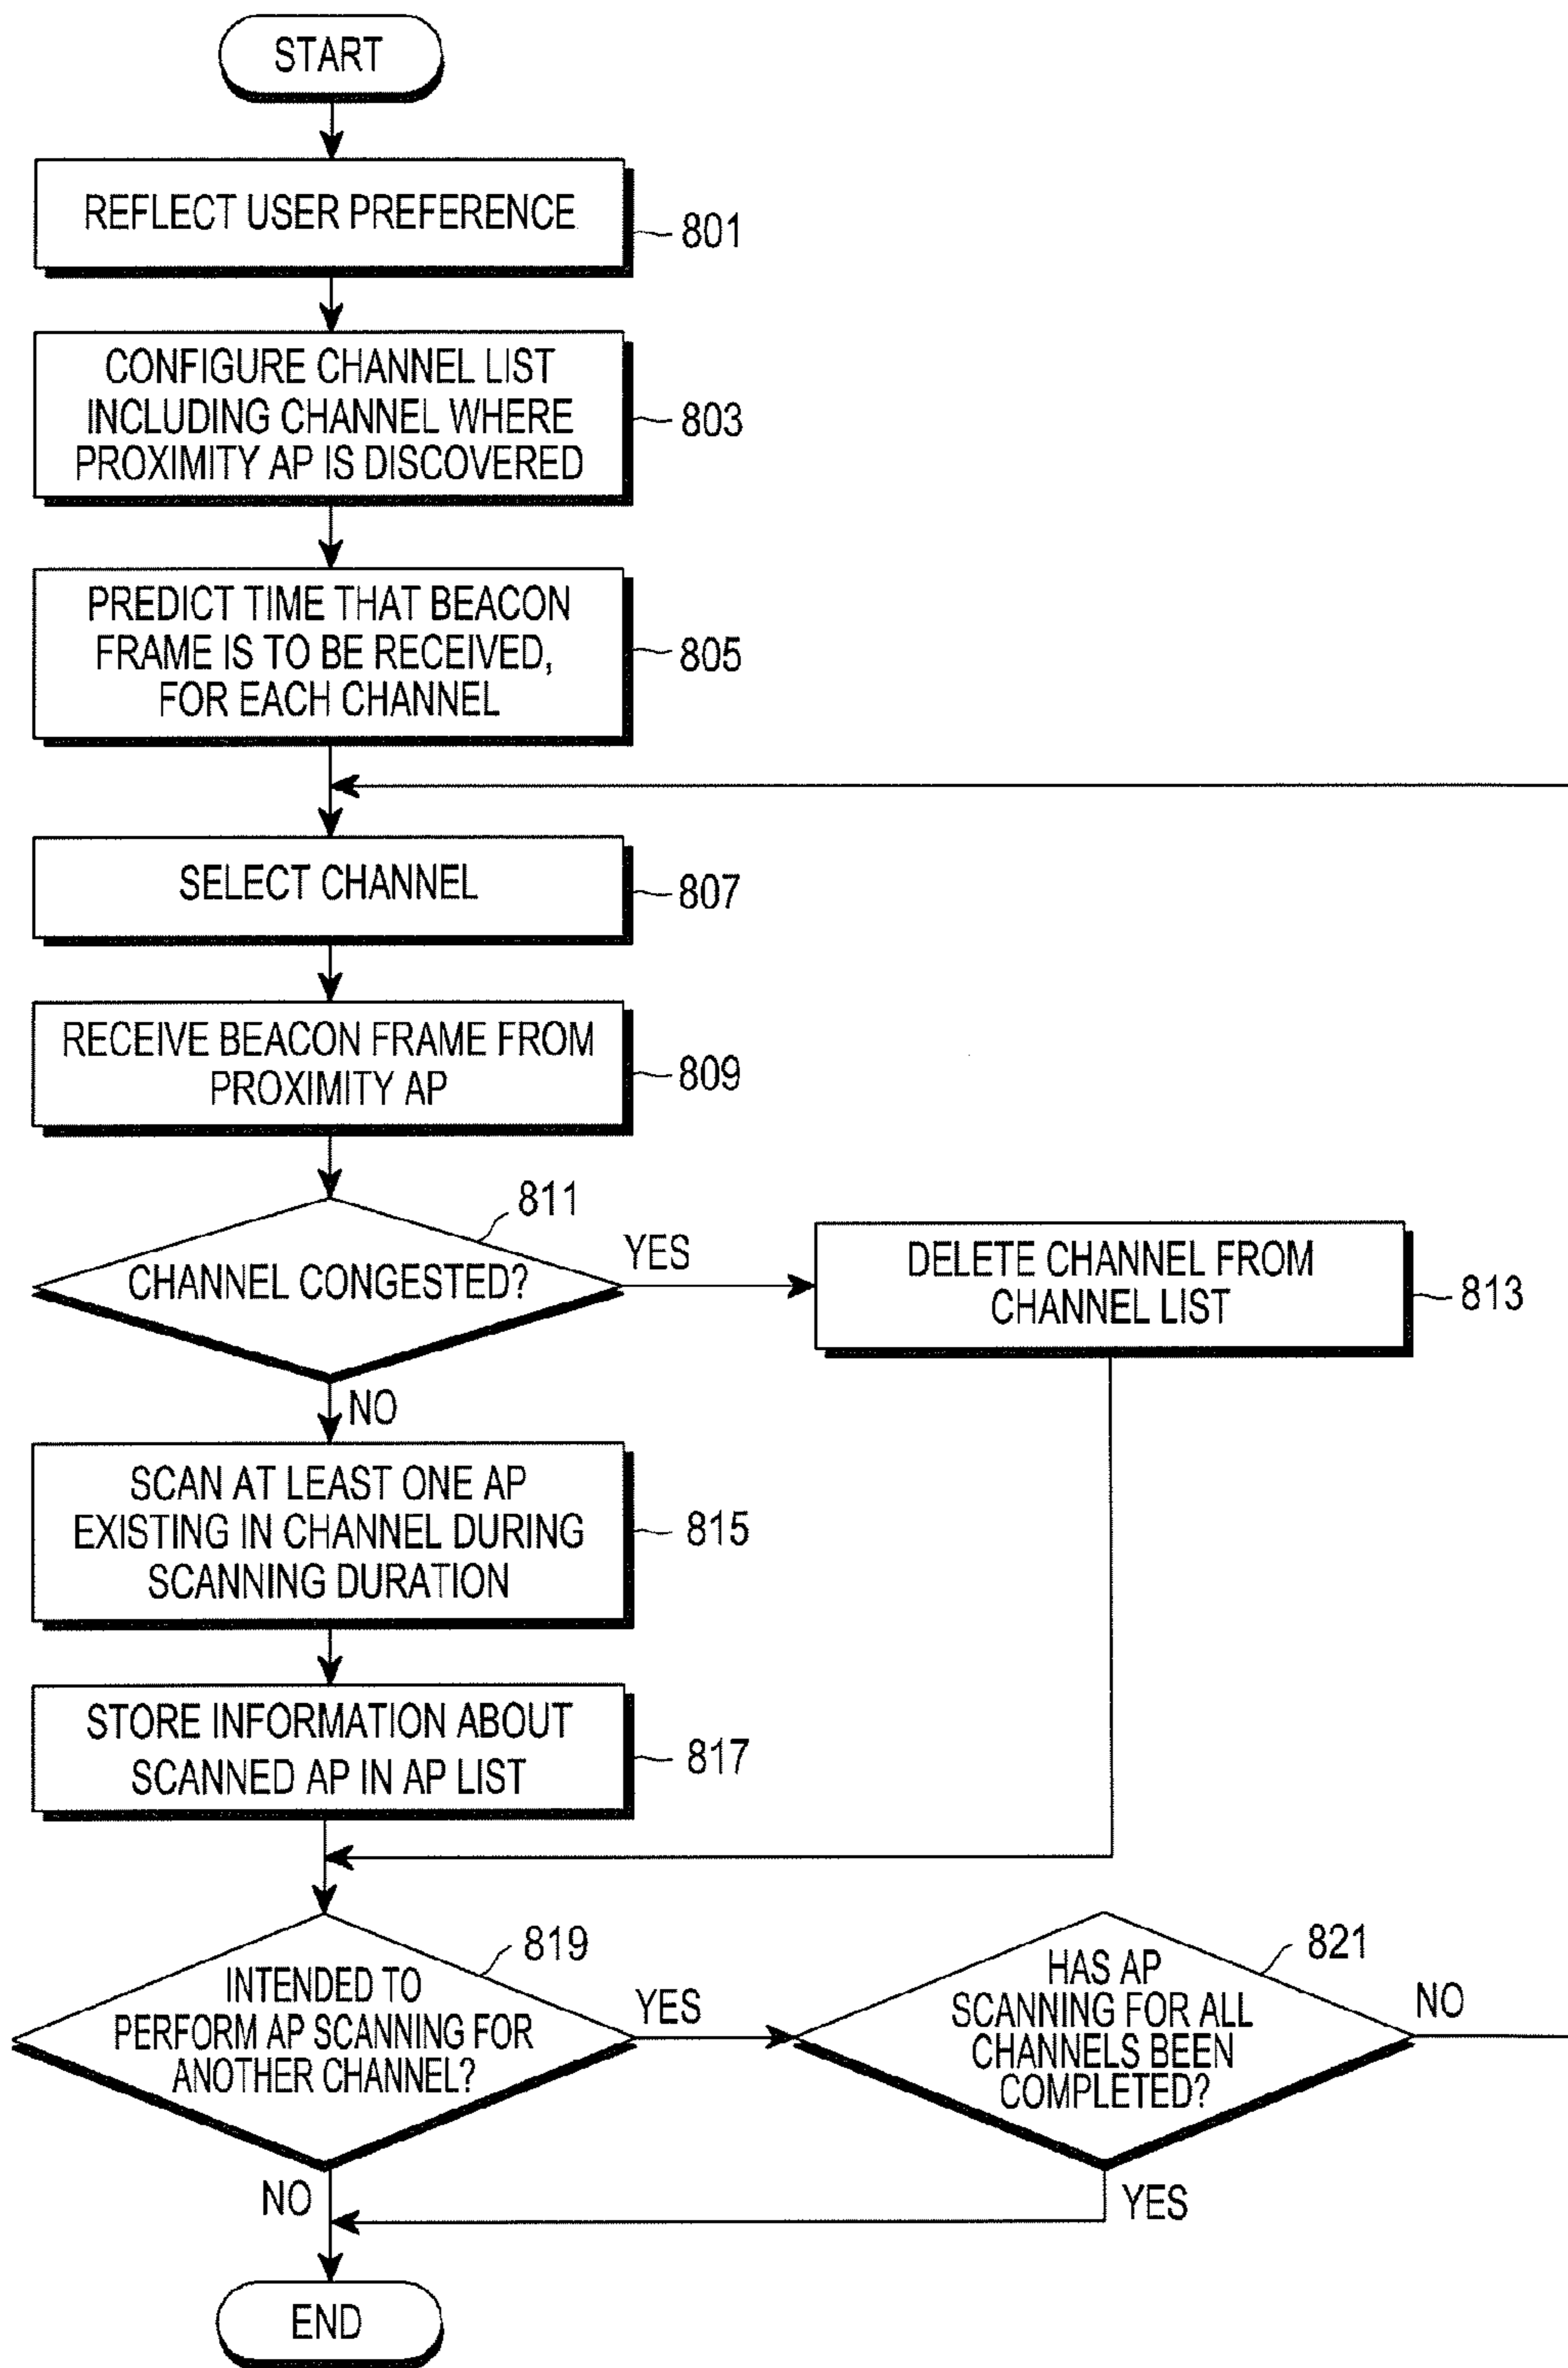 START
REFLECT USER PREFERENCE
801
CONFIGURE CHANNEL LIST
INCLUDING CHANNEL WHERE
PROXIMITY AP IS DISCOVERED
803
PREDICT TIME THAT BEACON
FRAME IS TO BE RECEIVED,
FOR EACH CHANNEL
805
SELECT CHANNEL
807
RECEIVE BEACON FRAME FROM
PROXIMITY AP
809
811
CHANNEL CONGESTED?
YES
DELETE CHANNEL FROM
CHANNEL LIST
813
NO
SCAN AT LEAST ONE AP
EXISTING IN CHANNEL DURING
SCANNING DURATION
815
STORE INFORMATION ABOUT
SCANNED AP IN AP LIST
817
819
INTENDED TO
PERFORM AP SCANNING FOR
ANOTHER CHANNEL?
YES
821
HAS AP
SCANNING FOR ALL
CHANNELS BEEN
COMPLETED?
NO
NO
YES
END